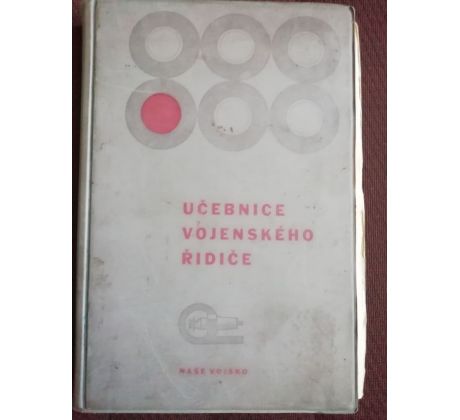 UČEBNICE
VOJENSKÉHO
ŘIDIČE
NAŠE VOJSKO